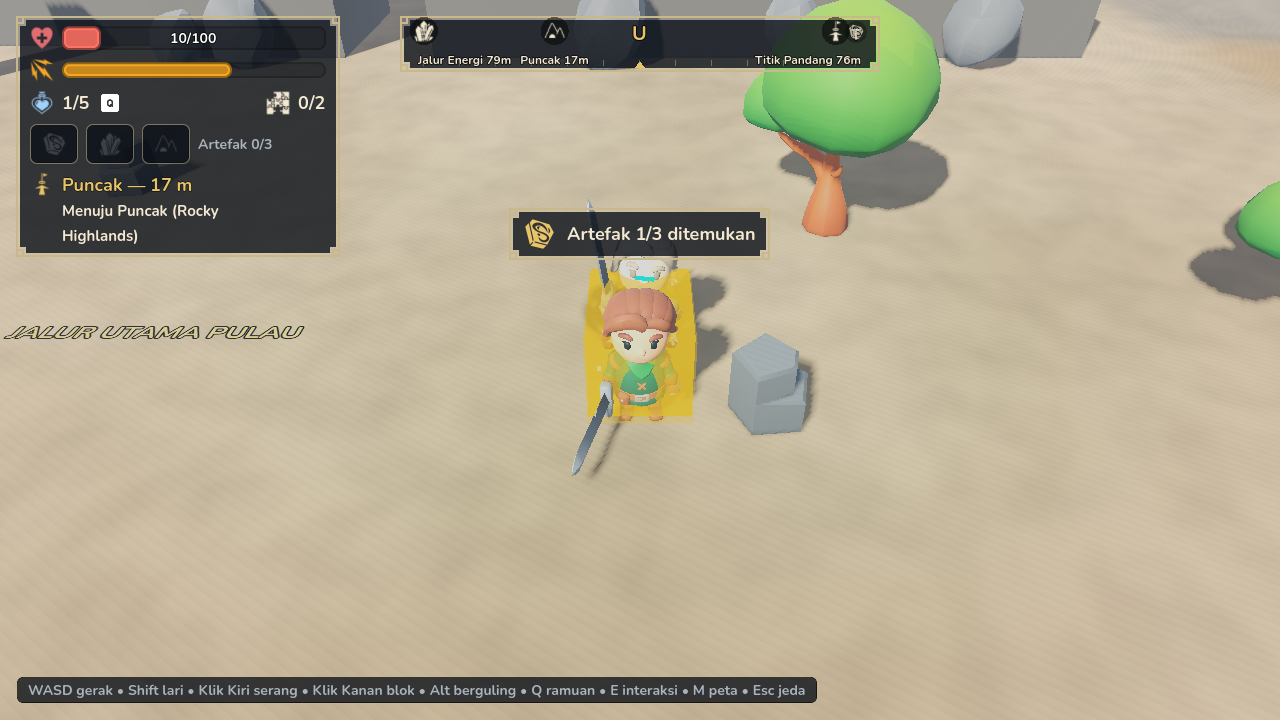 10/100
1/5 Q 0/2
Artefak 0/3
Puncak — 17 m
Menuju Puncak (Rocky
Highlands)
U
Jalur Energi 79m Puncak 17m Titik Pandang 76m
Artefak 1/3 ditemukan
JALUR UTAMA PULAU
WASD gerak • Shift lari • Klik Kiri serang • Klik Kanan blok • Alt berguling • Q ramuan • E interaksi • M peta • Esc jeda